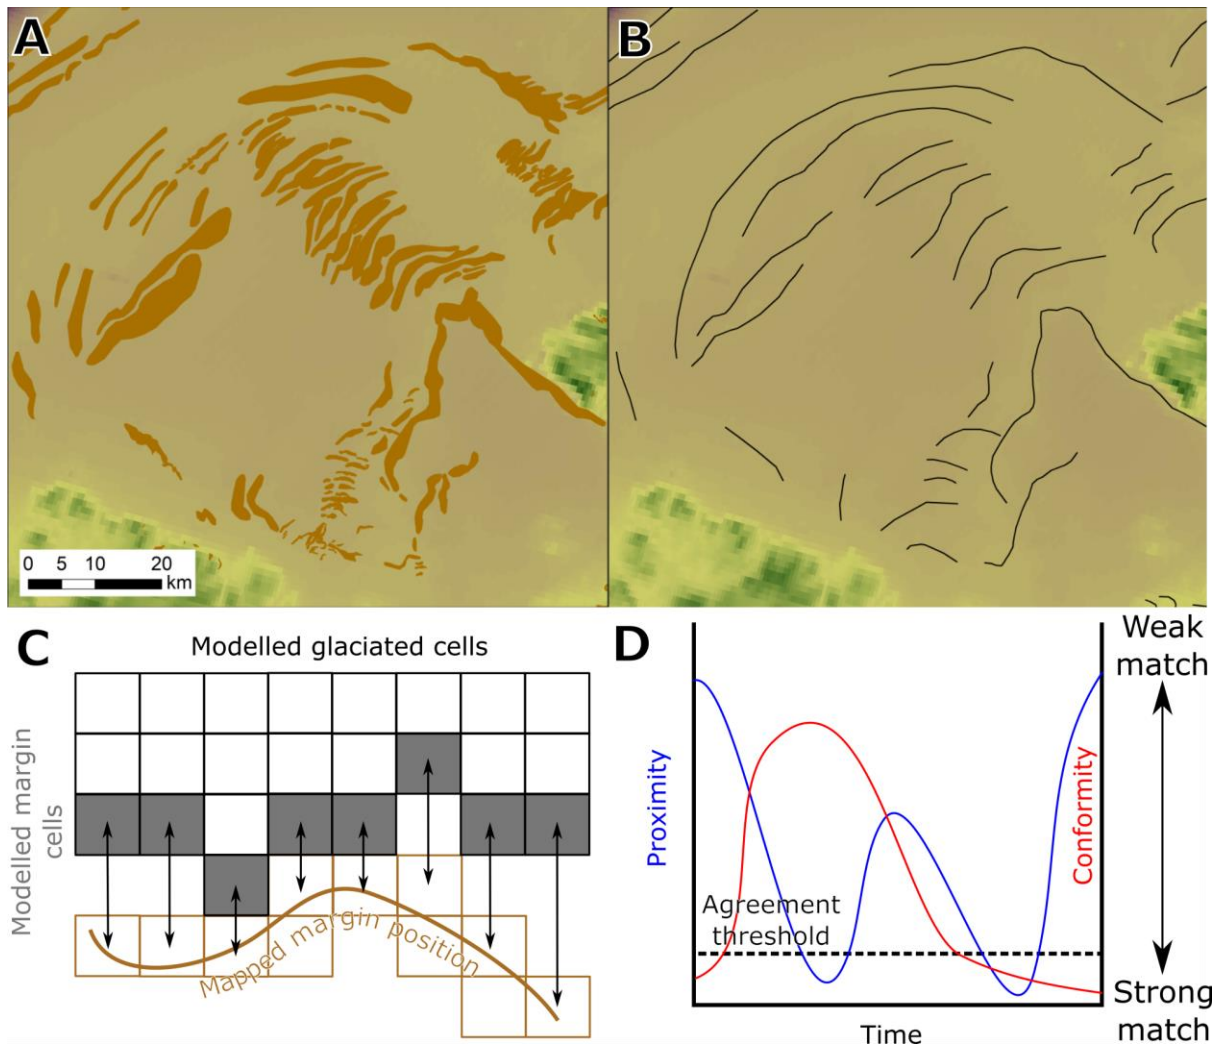 A
B
0 5 10 20
km
C
Modelled glaciated cells
Modelled margin
cells
Mapped margin position
D
Weak
match
Proximity
Conformity
Agreement
threshold
Strong
match
Time